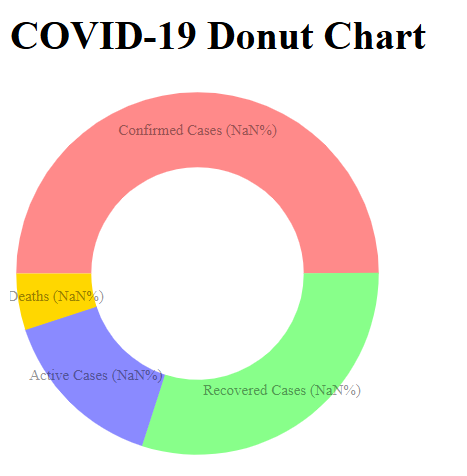 COVID-19 Donut Chart
Confirmed Cases (NaN%)
Deaths (NaN%)
Active Cases (NaN%)
Recovered Cases (NaN%)